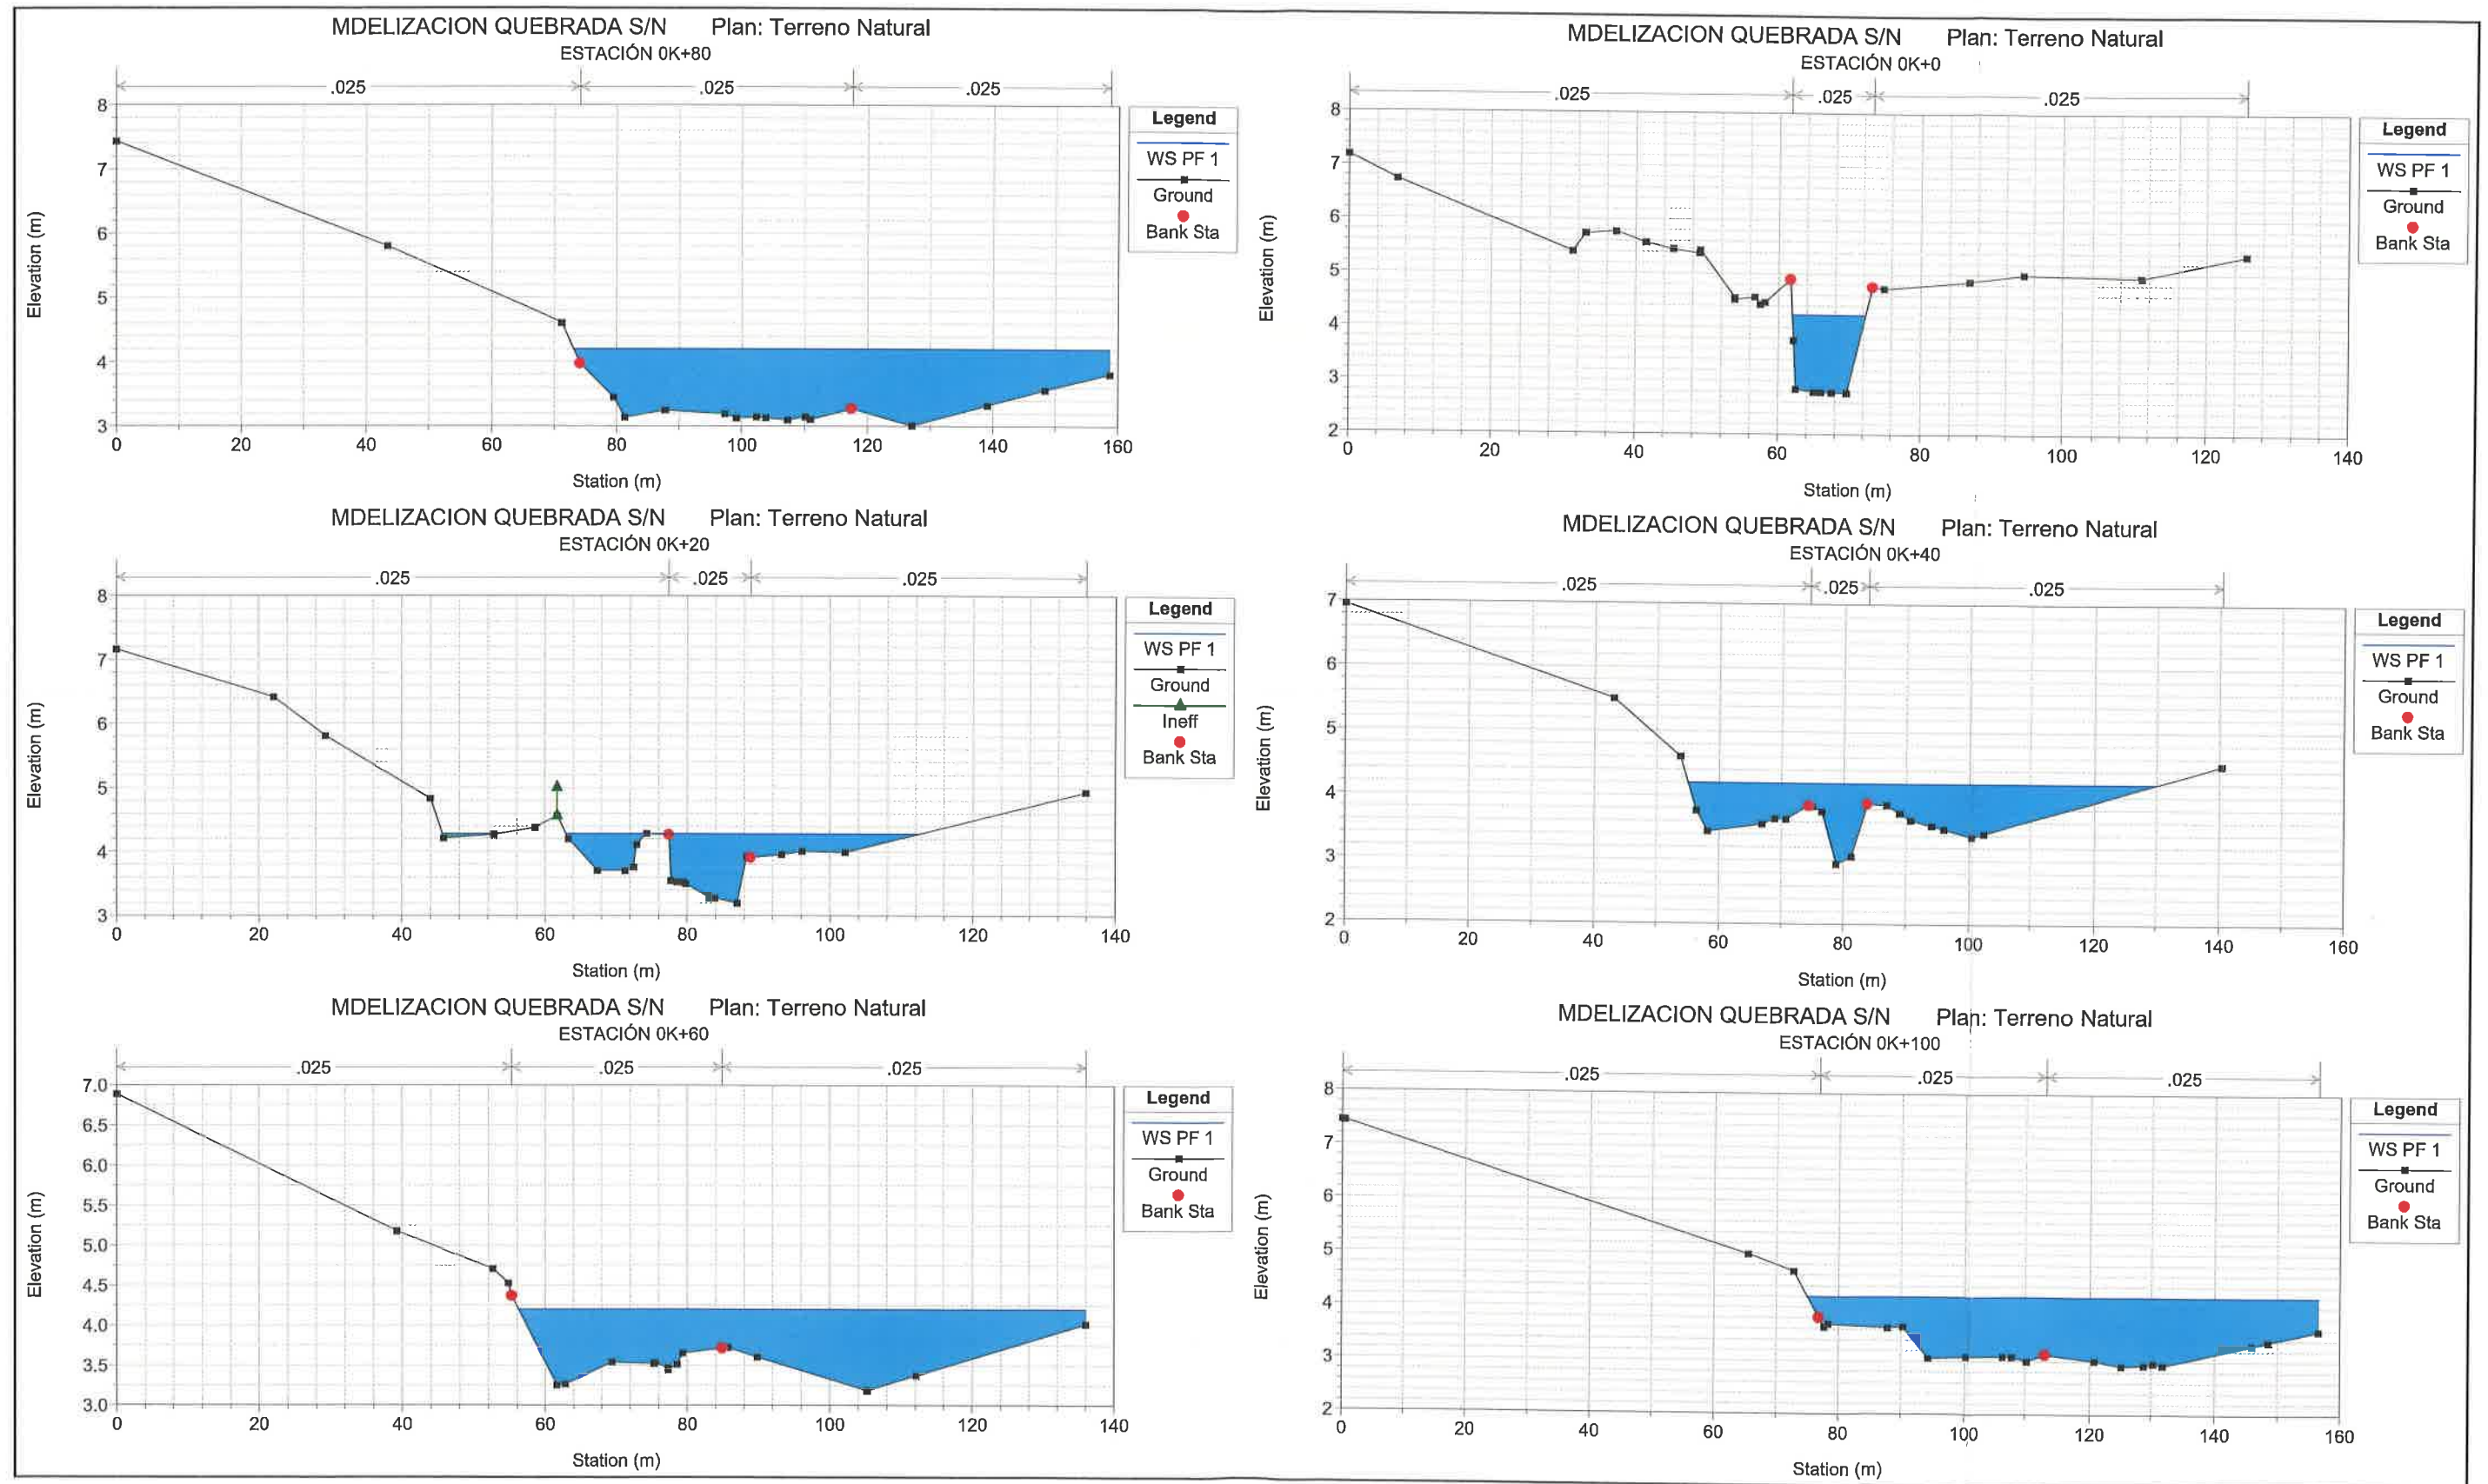 MDELIZACION QUEBRADA S/N Plan: Terreno Natural
ESTACIÓN 0K+80
.025 .025 .025
8
7
6
5
4
3
Elevation (m)
0 20 40 60 80 100 120 140 160
Station (m)
Legend
WS PF 1
Ground
Bank Sta
MDELIZACION QUEBRADA S/N Plan: Terreno Natural
ESTACIÓN 0K+0
.025 .025 .025
8
7
6
5
4
3
2
Elevation (m)
0 20 40 60 80 100 120 140
Station (m)
Legend
WS PF 1
Ground
Bank Sta
MDELIZACION QUEBRADA S/N Plan: Terreno Natural
ESTACIÓN 0K+20
.025 .025 .025
8
7
6
5
4
3
Elevation (m)
0 20 40 60 80 100 120 140
Station (m)
Legend
WS PF 1
Ground
Ineff
Bank Sta
MDELIZACION QUEBRADA S/N Plan: Terreno Natural
ESTACIÓN 0K+40
.025 .025 .025
7
6
5
4
3
2
Elevation (m)
0 20 40 60 80 100 120 140 160
Station (m)
Legend
WS PF 1
Ground
Bank Sta
MDELIZACION QUEBRADA S/N Plan: Terreno Natural
ESTACIÓN 0K+60
.025 .025 .025
7.0
6.5
6.0
5.5
5.0
4.5
4.0
3.5
3.0
Elevation (m)
0 20 40 60 80 100 120 140
Station (m)
Legend
WS PF 1
Ground
Bank Sta
MDELIZACION QUEBRADA S/N Plan: Terreno Natural
ESTACIÓN 0K+100
.025 .025 .025
8
7
6
5
4
3
2
Elevation (m)
0 20 40 60 80 100 120 140 160
Station (m)
Legend
WS PF 1
Ground
Bank Sta